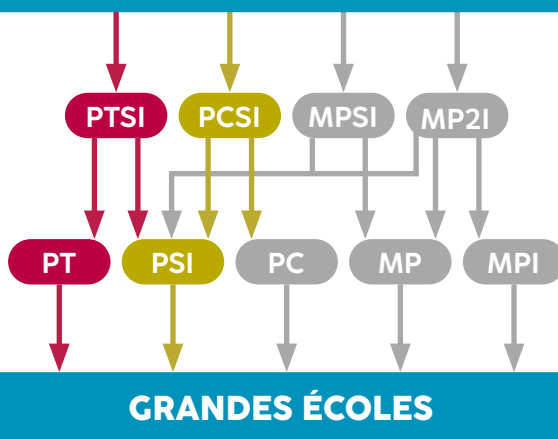 PTSI PCSI MPSI MP2I
PT PSI PC MP MPI
GRANDES ÉCOLES